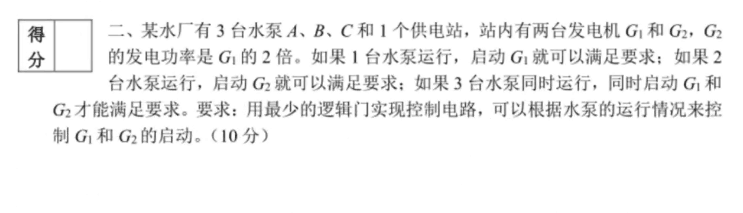 得分
二、某水厂有 3 台水泵 A、B、C 和 1 个供电站，站内有两台发电机 G₁ 和 G₂，G₂
的发电功率是 G₁ 的 2 倍。如果 1 台水泵运行，启动 G₁ 就可以满足要求；如果 2
台水泵运行，启动 G₂ 就可以满足要求；如果 3 台水泵同时运行，同时启动 G₁ 和
G₂ 才能满足要求。要求：用最少的逻辑门实现控制电路，可以根据水泵的运行情况来控
制 G₁ 和 G₂ 的启动。（10 分）